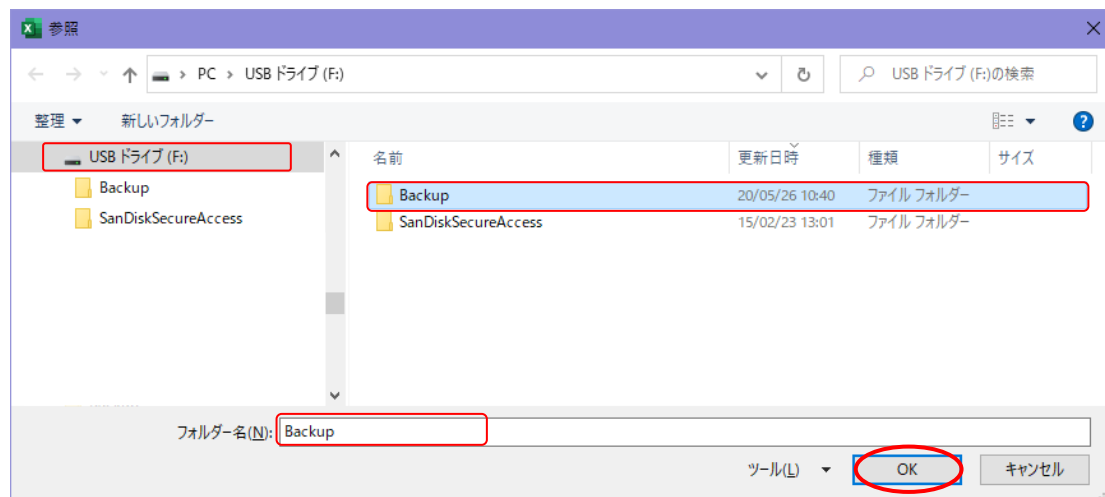 参照
PC › USB ドライブ (F:)
USB ドライブ (F:)の検索
整理 新しいフォルダー
USB ドライブ (F:)
Backup
SanDiskSecureAccess
名前 更新日時 種類 サイズ
Backup 20/05/26 10:40 ファイル フォルダー
SanDiskSecureAccess 15/02/23 13:01 ファイル フォルダー
フォルダー名(N): Backup
ツール(L) OK キャンセル